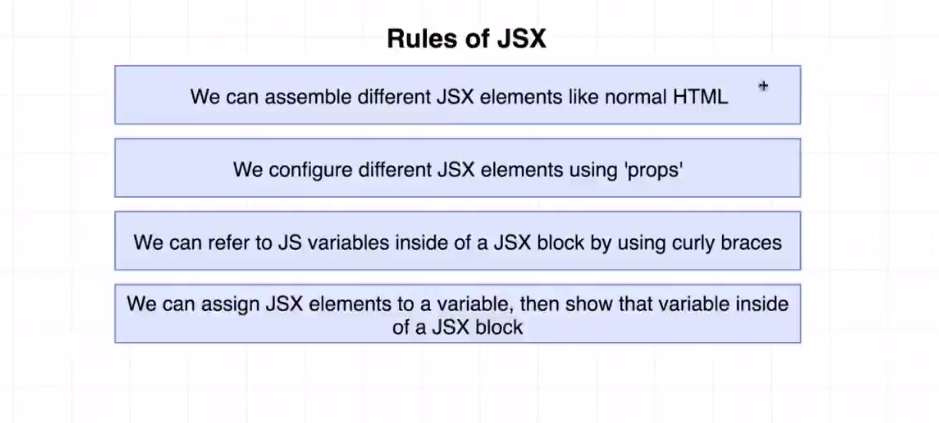 Rules of JSX
We can assemble different JSX elements like normal HTML
We configure different JSX elements using 'props'
We can refer to JS variables inside of a JSX block by using curly braces
We can assign JSX elements to a variable, then show that variable inside
of a JSX block